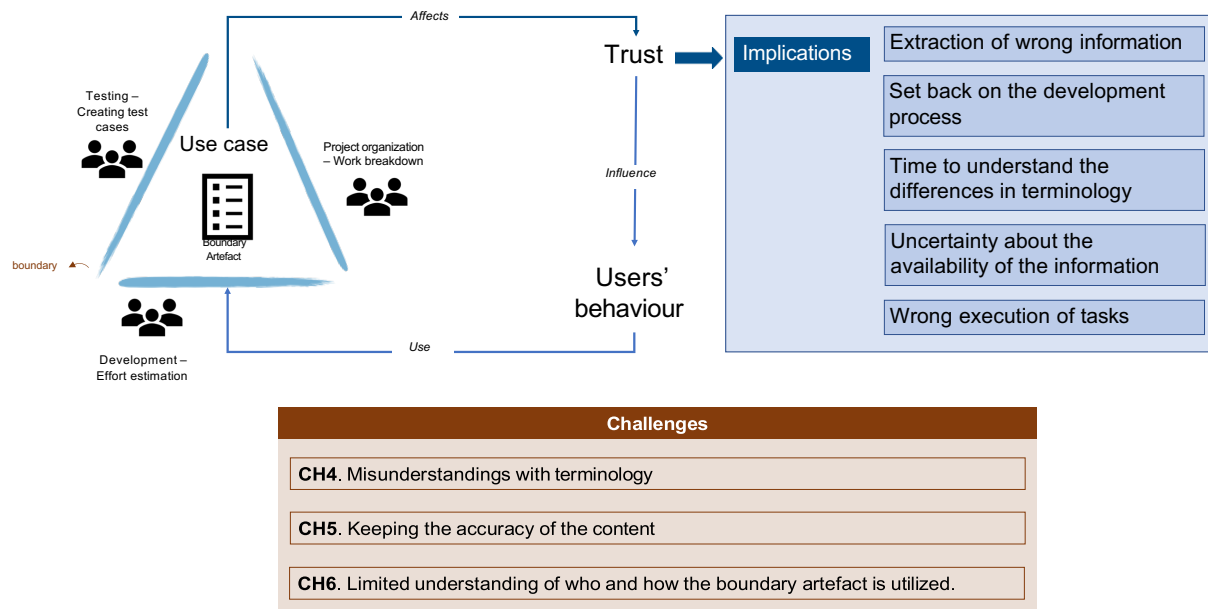 Affects
Trust
Implications
Extraction of wrong information
Set back on the development
process
Time to understand the
differences in terminology
Uncertainty about the
availability of the information
Wrong execution of tasks
Testing –
Creating test
cases
Use case
Project organization
– Work breakdown
Boundary
Artefact
boundary
Influence
Users'
behaviour
Use
Development –
Effort estimation
Challenges
CH4. Misunderstandings with terminology
CH5. Keeping the accuracy of the content
CH6. Limited understanding of who and how the boundary artefact is utilized.